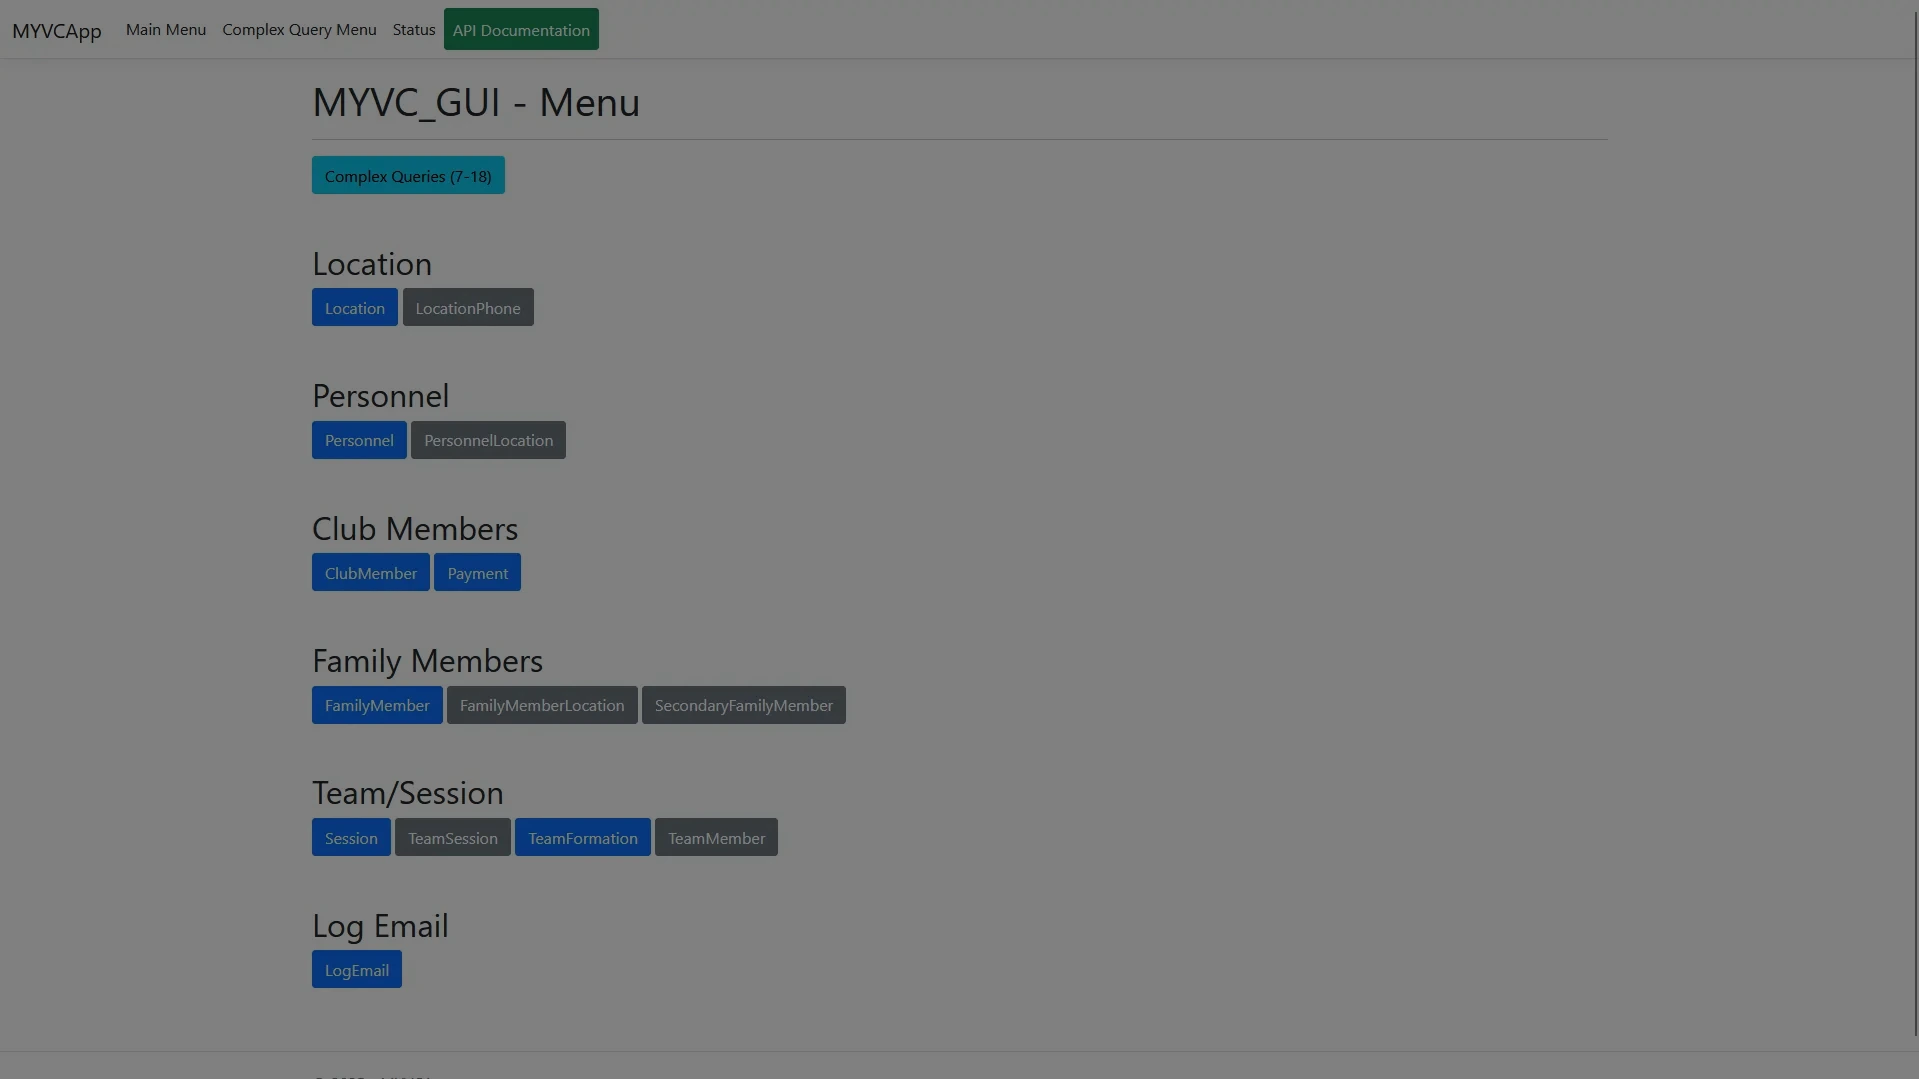 MYVCApp Main Menu Complex Query Menu Status API Documentation
MYVC_GUI - Menu
Complex Queries (7-18)
Location
Location LocationPhone
Personnel
Personnel PersonnelLocation
Club Members
ClubMember Payment
Family Members
FamilyMember FamilyMemberLocation SecondaryFamilyMember
Team/Session
Session TeamSession TeamFormation TeamMember
Log Email
LogEmail